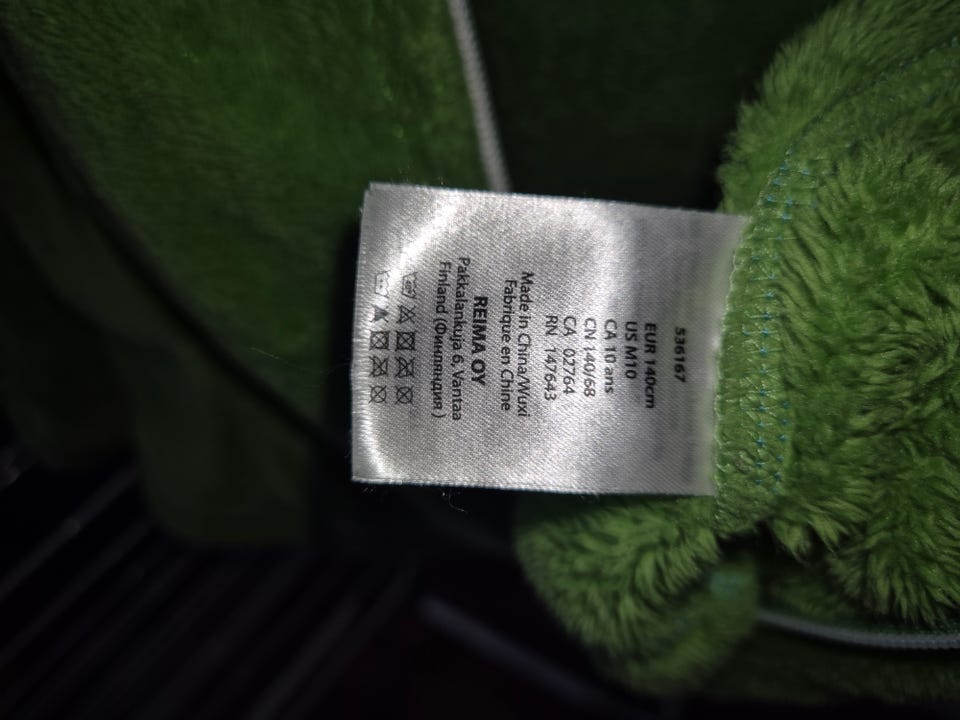 536167
EUR 140cm
US M10
CA 10 ans
CN 140/68
CA 02764
RN 147643
Made in China/Wuxi
Fabrique en Chine
REIMA OY
Pakkalankuja 6,Vantaa
Finland (Финляндия)